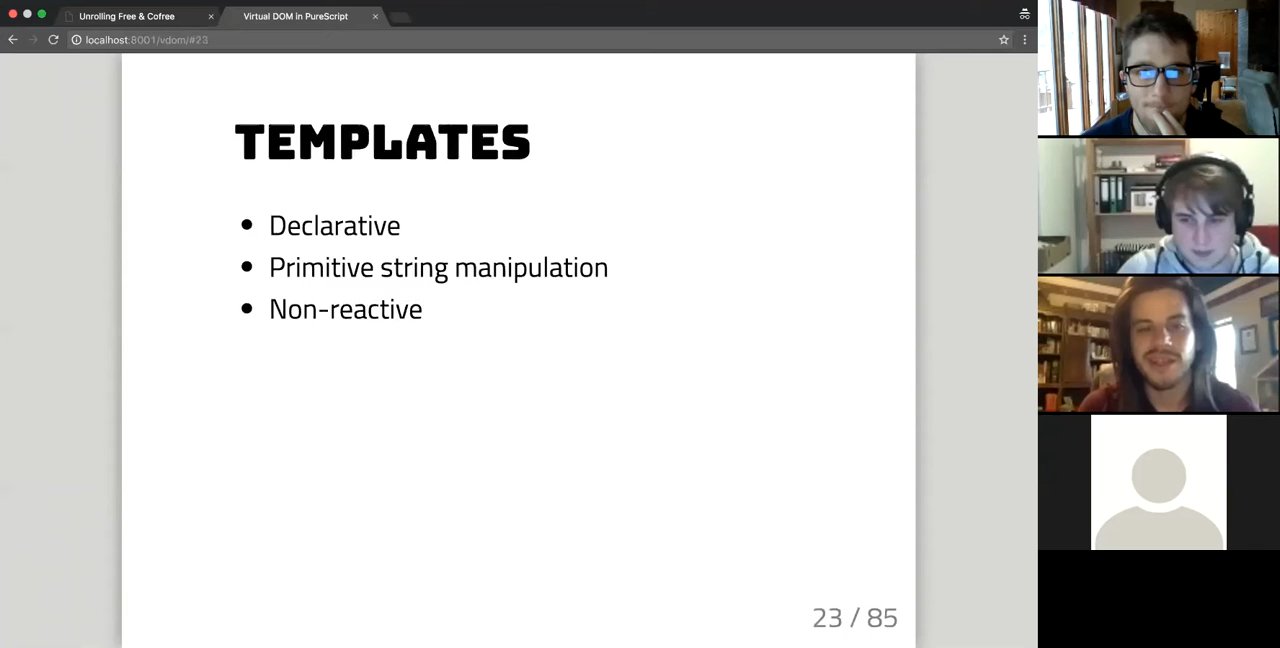 Unrolling Free & Cofree
Virtual DOM in PureScript
localhost:8001/vdom/#23
TEMPLATES
Declarative
Primitive string manipulation
Non-reactive
23 / 85